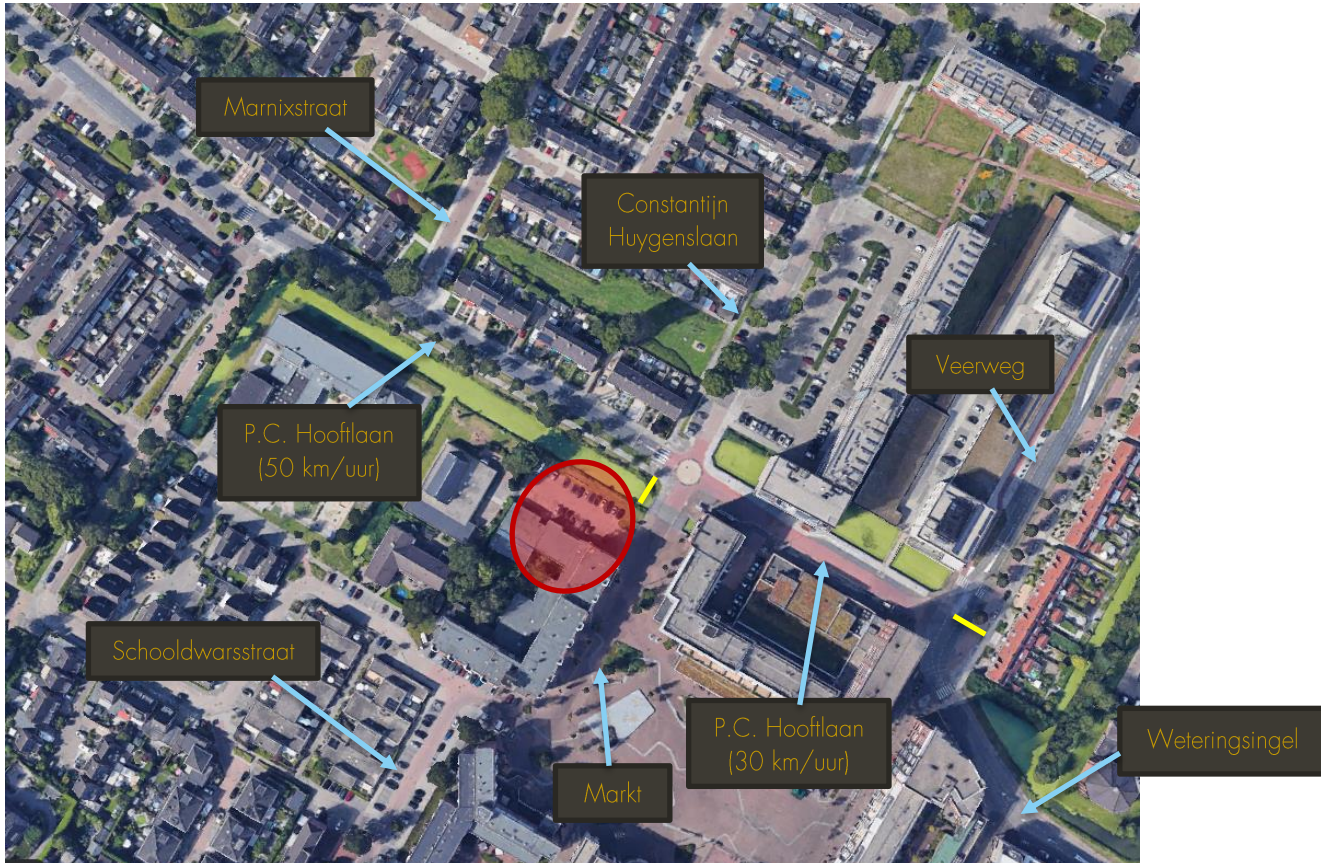 Marnixstraat
Constantijn
Huygenslaan
Veerweg
P.C. Hooftlaan
(50 km/uur)
Schooldwarsstraat
P.C. Hooftlaan
(30 km/uur)
Weteringsingel
Markt